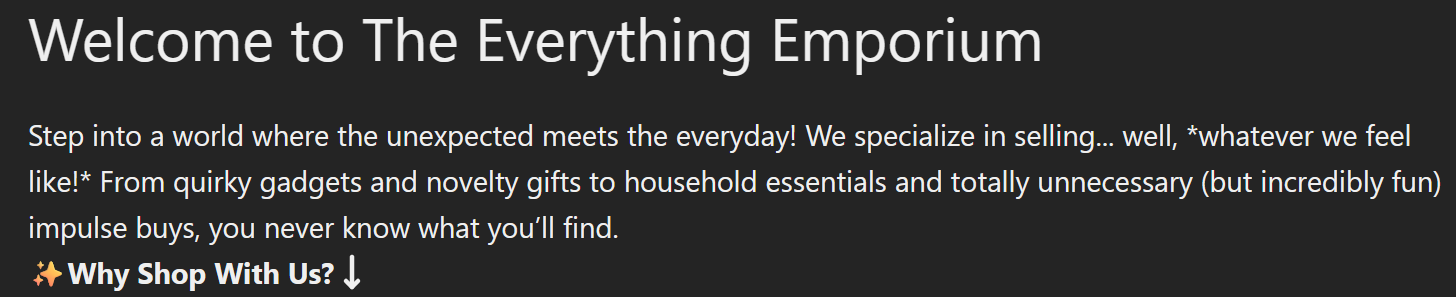 Welcome to The Everything Emporium
Step into a world where the unexpected meets the everyday! We specialize in selling... well, *whatever we feel
like!* From quirky gadgets and novelty gifts to household essentials and totally unnecessary (but incredibly fun)
impulse buys, you never know what you’ll find.
✨Why Shop With Us?↓